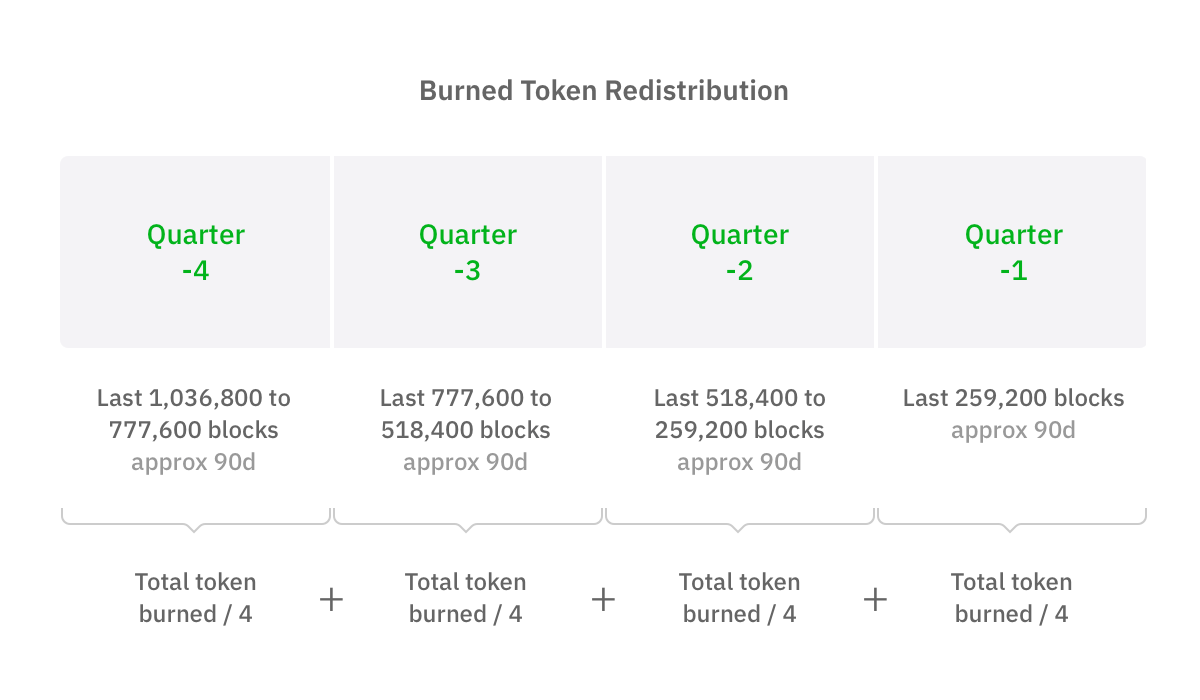 Burned Token Redistribution
Quarter
-4
Quarter
-3
Quarter
-2
Quarter
-1
Last 1,036,800 to
777,600 blocks
approx 90d
Last 777,600 to
518,400 blocks
approx 90d
Last 518,400 to
259,200 blocks
approx 90d
Last 259,200 blocks
approx 90d
Total token
burned / 4
+
Total token
burned / 4
+
Total token
burned / 4
+
Total token
burned / 4